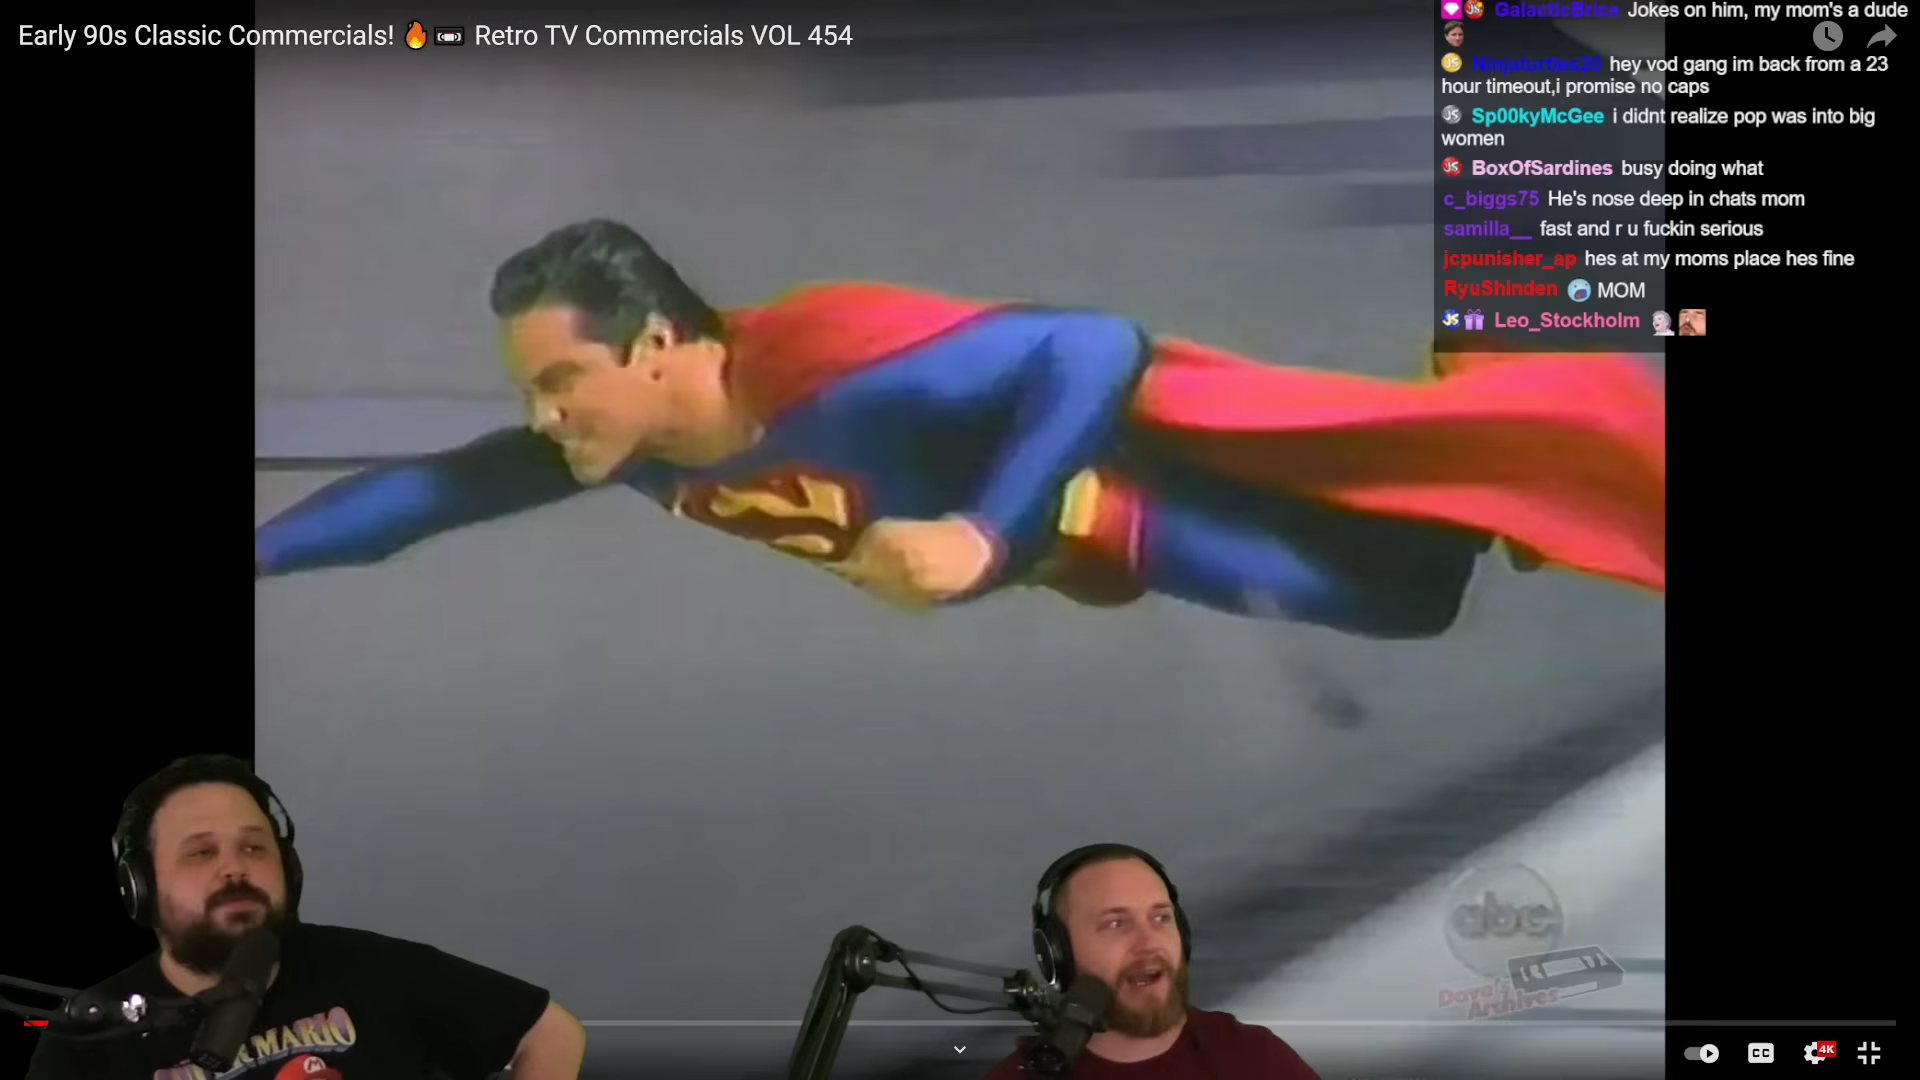 Early 90s Classic Commercials! 🔥📼 Retro TV Commercials VOL 454
GalacticBrice Jokes on him, my mom's a dude
Ninjaturtles20 hey vod gang im back from a 23
hour timeout,i promise no caps
Sp00kyMcGee i didnt realize pop was into big
women
BoxOfSardines busy doing what
c_biggs75 He's nose deep in chats mom
samilla__ fast and r u fuckin serious
jcpunisher_ap hes at my moms place hes fine
RyuShinden MOM
Leo_Stockholm
abc
Dave's
Archives
MARIO
CC
4K